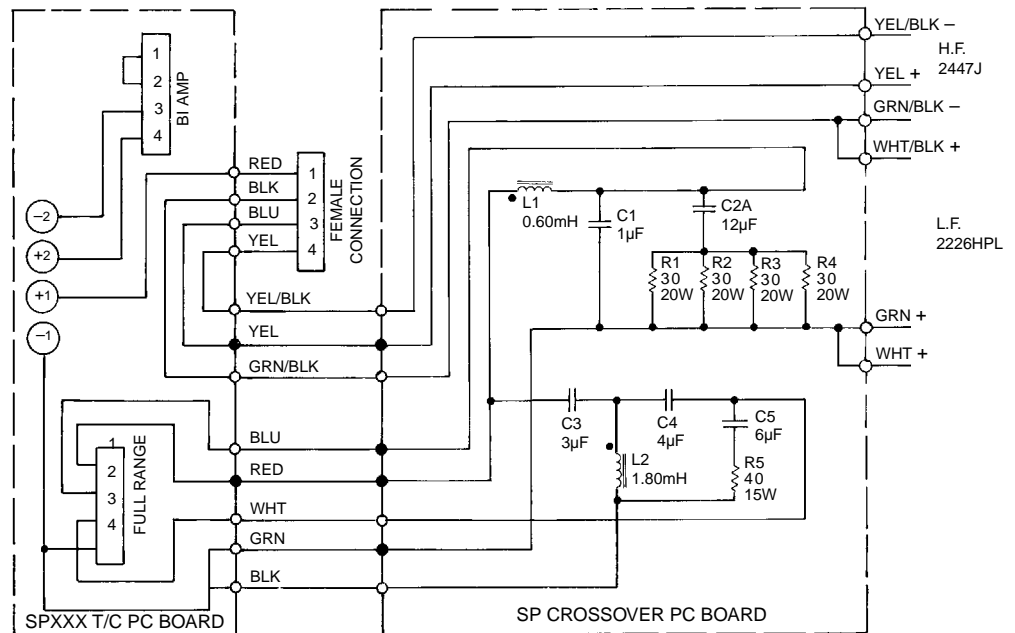 1
2
3
4
BI AMP
−2
+2
+1
−1
1
2
3
4
FULL RANGE
SPXXX T/C PC BOARD
RED
BLK
BLU
YEL
1
2
3
4
FEMALE
CONNECTION
YEL/BLK
YEL
GRN/BLK
BLU
RED
WHT
GRN
BLK
L1
0.60mH
C1
1µF
C2A
12µF
R1
30
20W
R2
30
20W
R3
30
20W
R4
30
20W
C3
3µF
C4
4µF
C5
6µF
L2
1.80mH
R5
40
15W
SP CROSSOVER PC BOARD
YEL/BLK −
H.F.
2447J
YEL +
GRN/BLK −
WHT/BLK +
L.F.
2226HPL
GRN +
WHT +